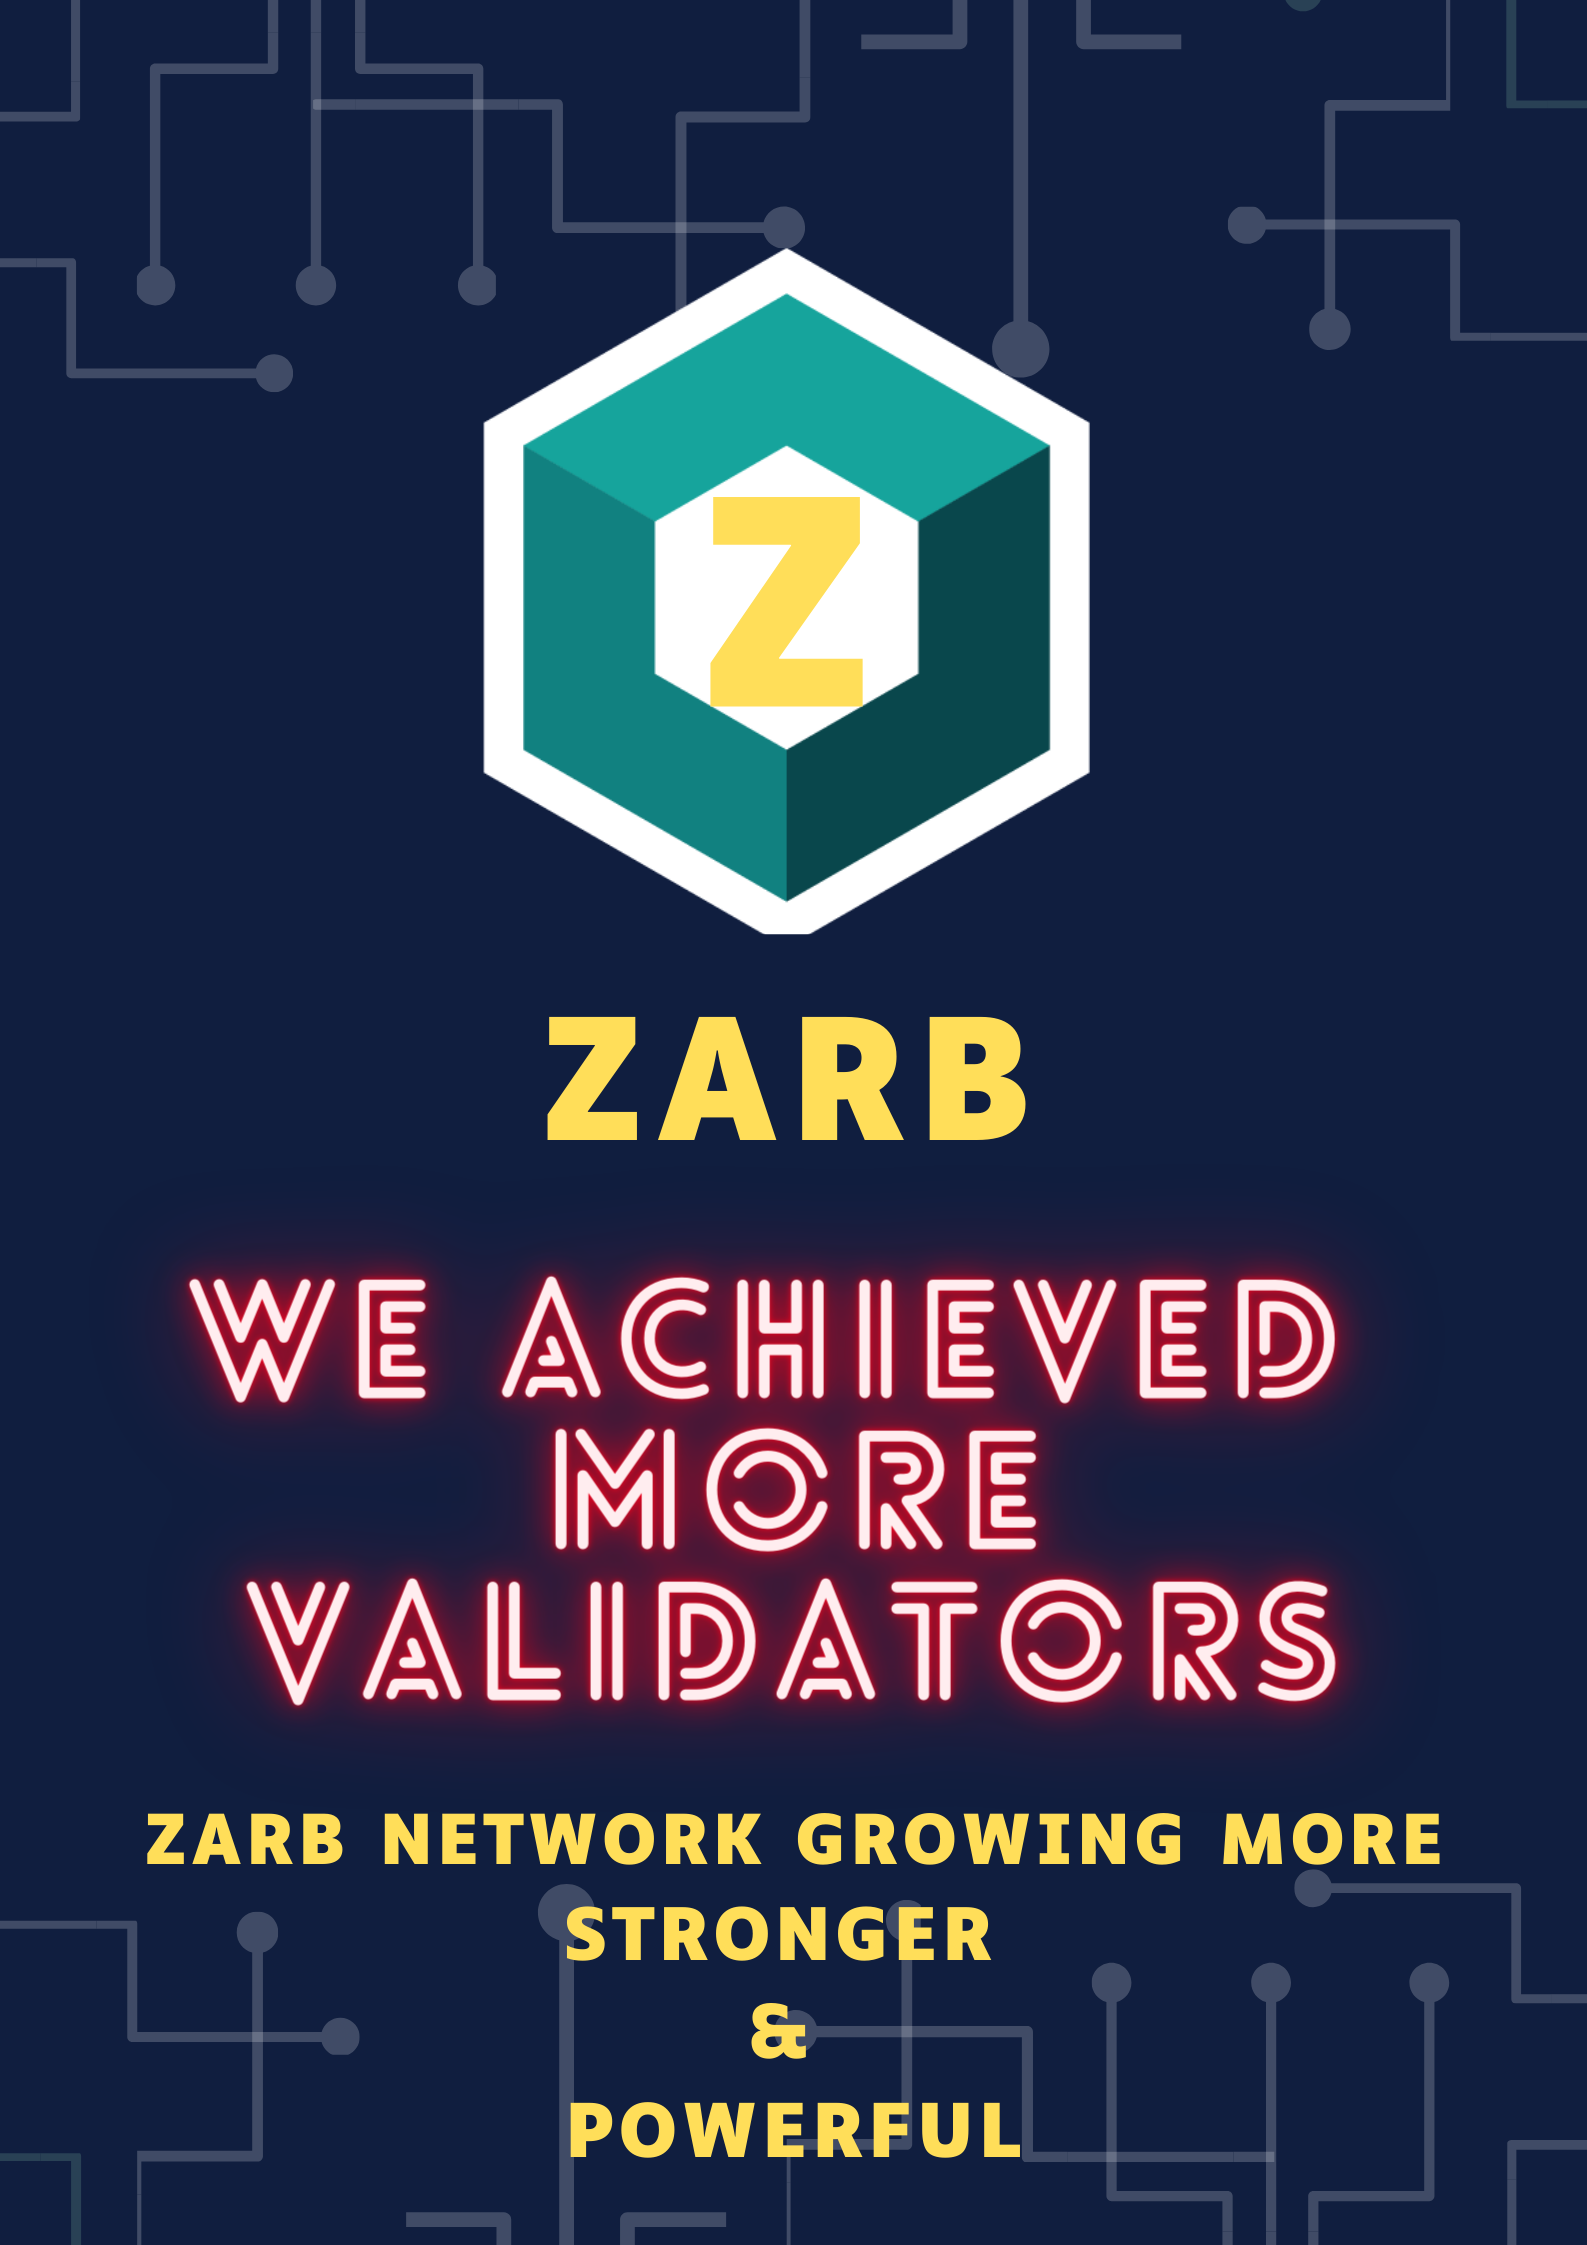 Z
ZARB
WE ACHIEVED
MORE
VALIDATORS
ZARB NETWORK GROWING MORE
STRONGER
&
POWERFUL